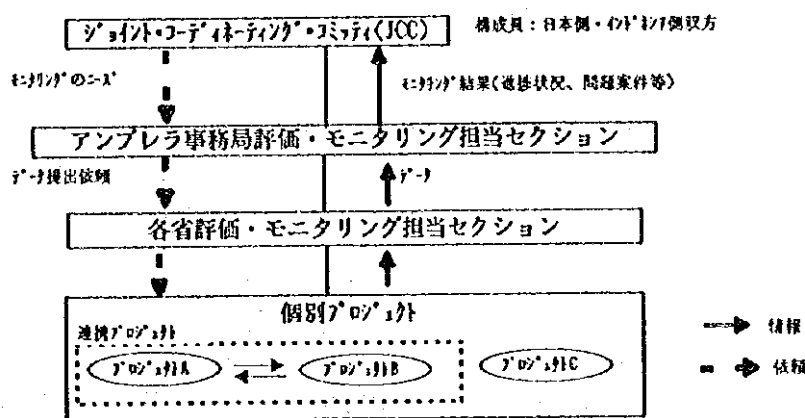 ｼﾞｮｲﾝﾄ・ｺｰﾃﾞｨﾈｰﾃｨﾝｸﾞ・ｺﾐｯﾃｨ(JCC)
構成員：日本側・ｲﾝﾄﾞﾈｼｱ側双方
ﾓﾆﾀﾘﾝｸﾞのﾆｰｽﾞ
ﾓﾆﾀﾘﾝｸﾞ結果(進捗状況、問題案件等)
アンブレラ事務局評価・モニタリング担当セクション
ﾃﾞｰﾀ提出依頼
ﾃﾞｰﾀ
各省評価・モニタリング担当セクション
個別ﾌﾟﾛｼﾞｪｸﾄ
連携ﾌﾟﾛｼﾞｪｸﾄ
ﾌﾟﾛｼﾞｪｸﾄA
ﾌﾟﾛｼﾞｪｸﾄB
ﾌﾟﾛｼﾞｪｸﾄC
情報
依頼